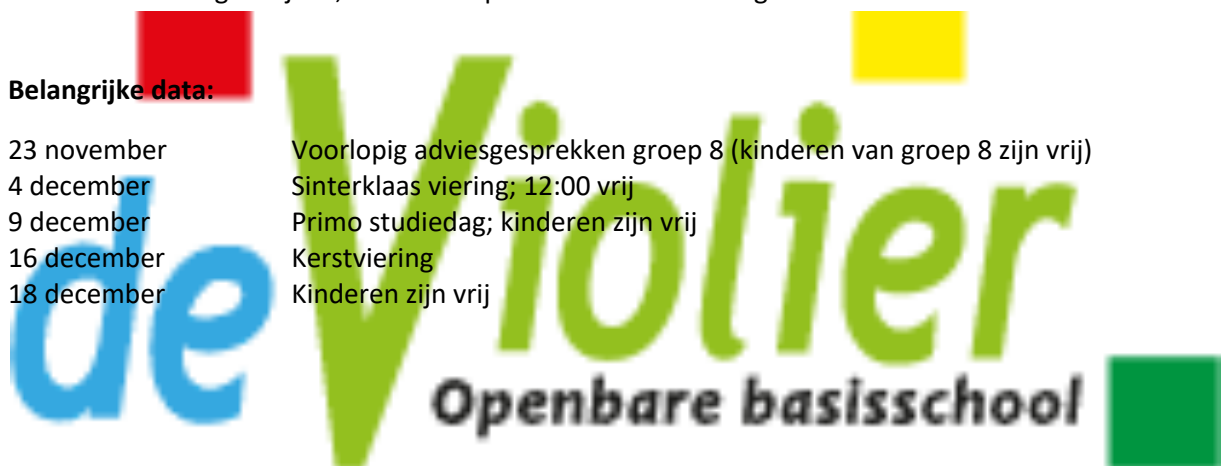 Belangrijke data:
23 november Voorlopig adviesgesprekken groep 8 (kinderen van groep 8 zijn vrij)
4 december Sinterklaas viering; 12:00 vrij
9 december Primo studiedag; kinderen zijn vrij
16 december Kerstviering
18 december Kinderen zijn vrij
de Violier
Openbare basisschool